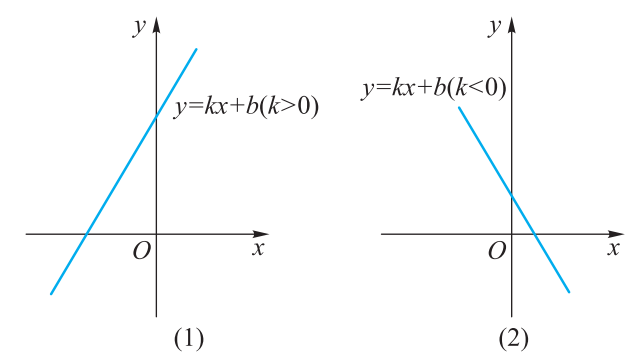 y
y=kx+b(k>0)
O
x
(1)
y
y=kx+b(k<0)
O
x
(2)